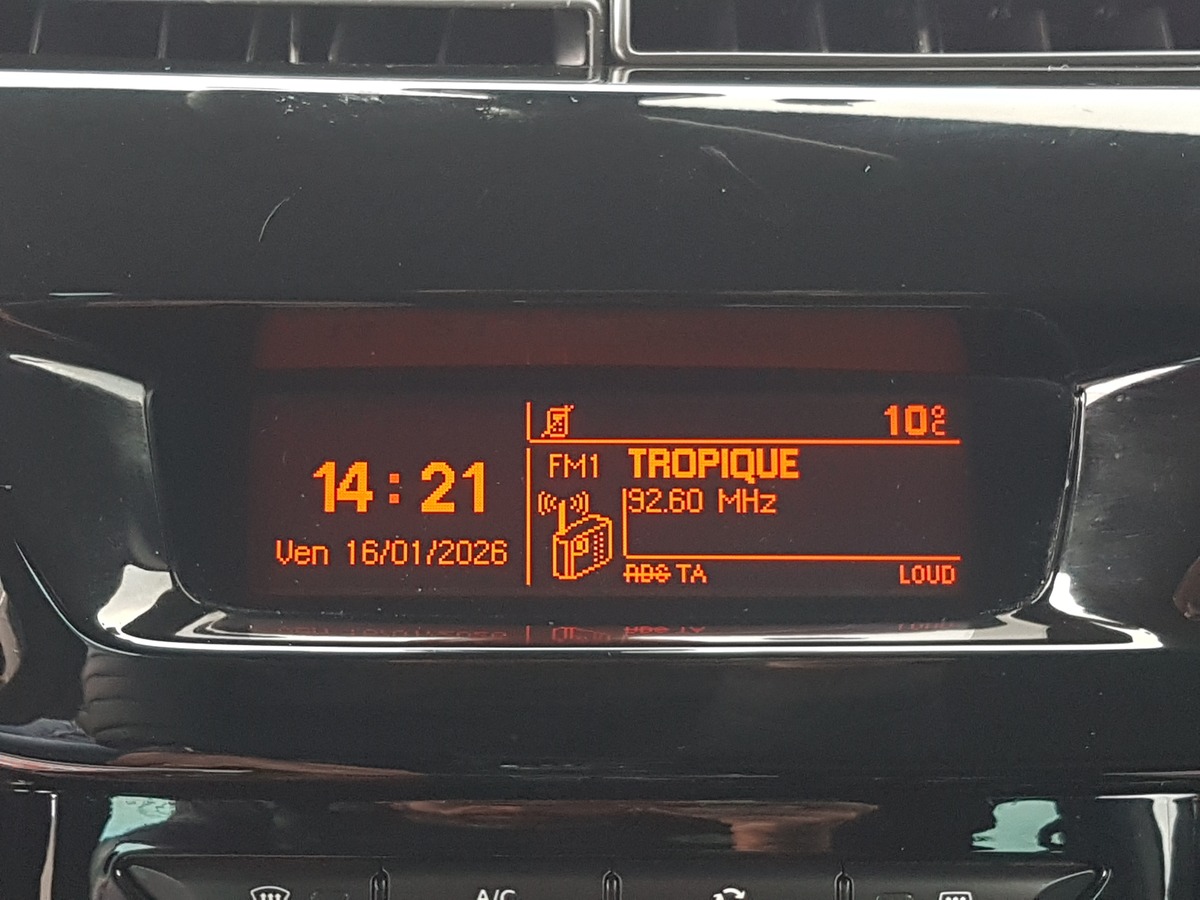 10°C
14:21
Ven 16/01/2026
FM1 TROPIQUE
92.60 MHz
RDS TA
LOUD
A/C